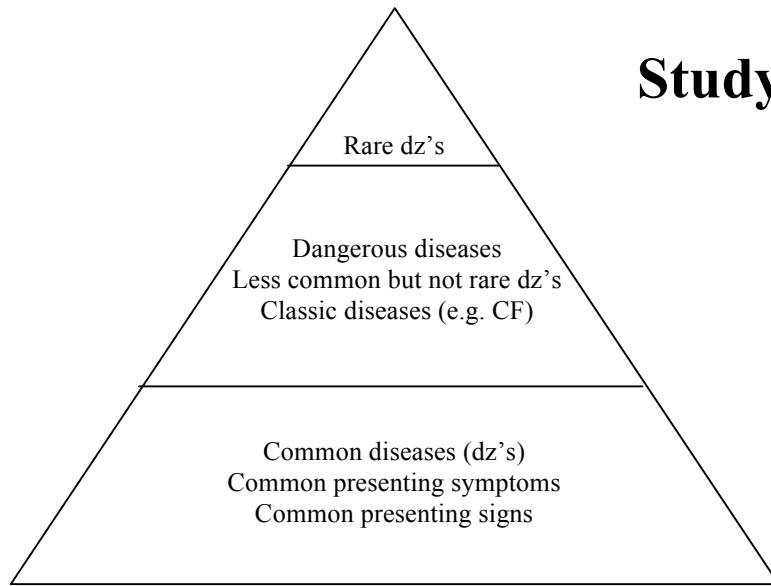 Study
Rare dz's
Dangerous diseases
Less common but not rare dz's
Classic diseases (e.g. CF)
Common diseases (dz's)
Common presenting symptoms
Common presenting signs